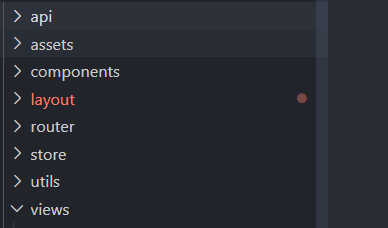 api
assets
components
layout
router
store
utils
views